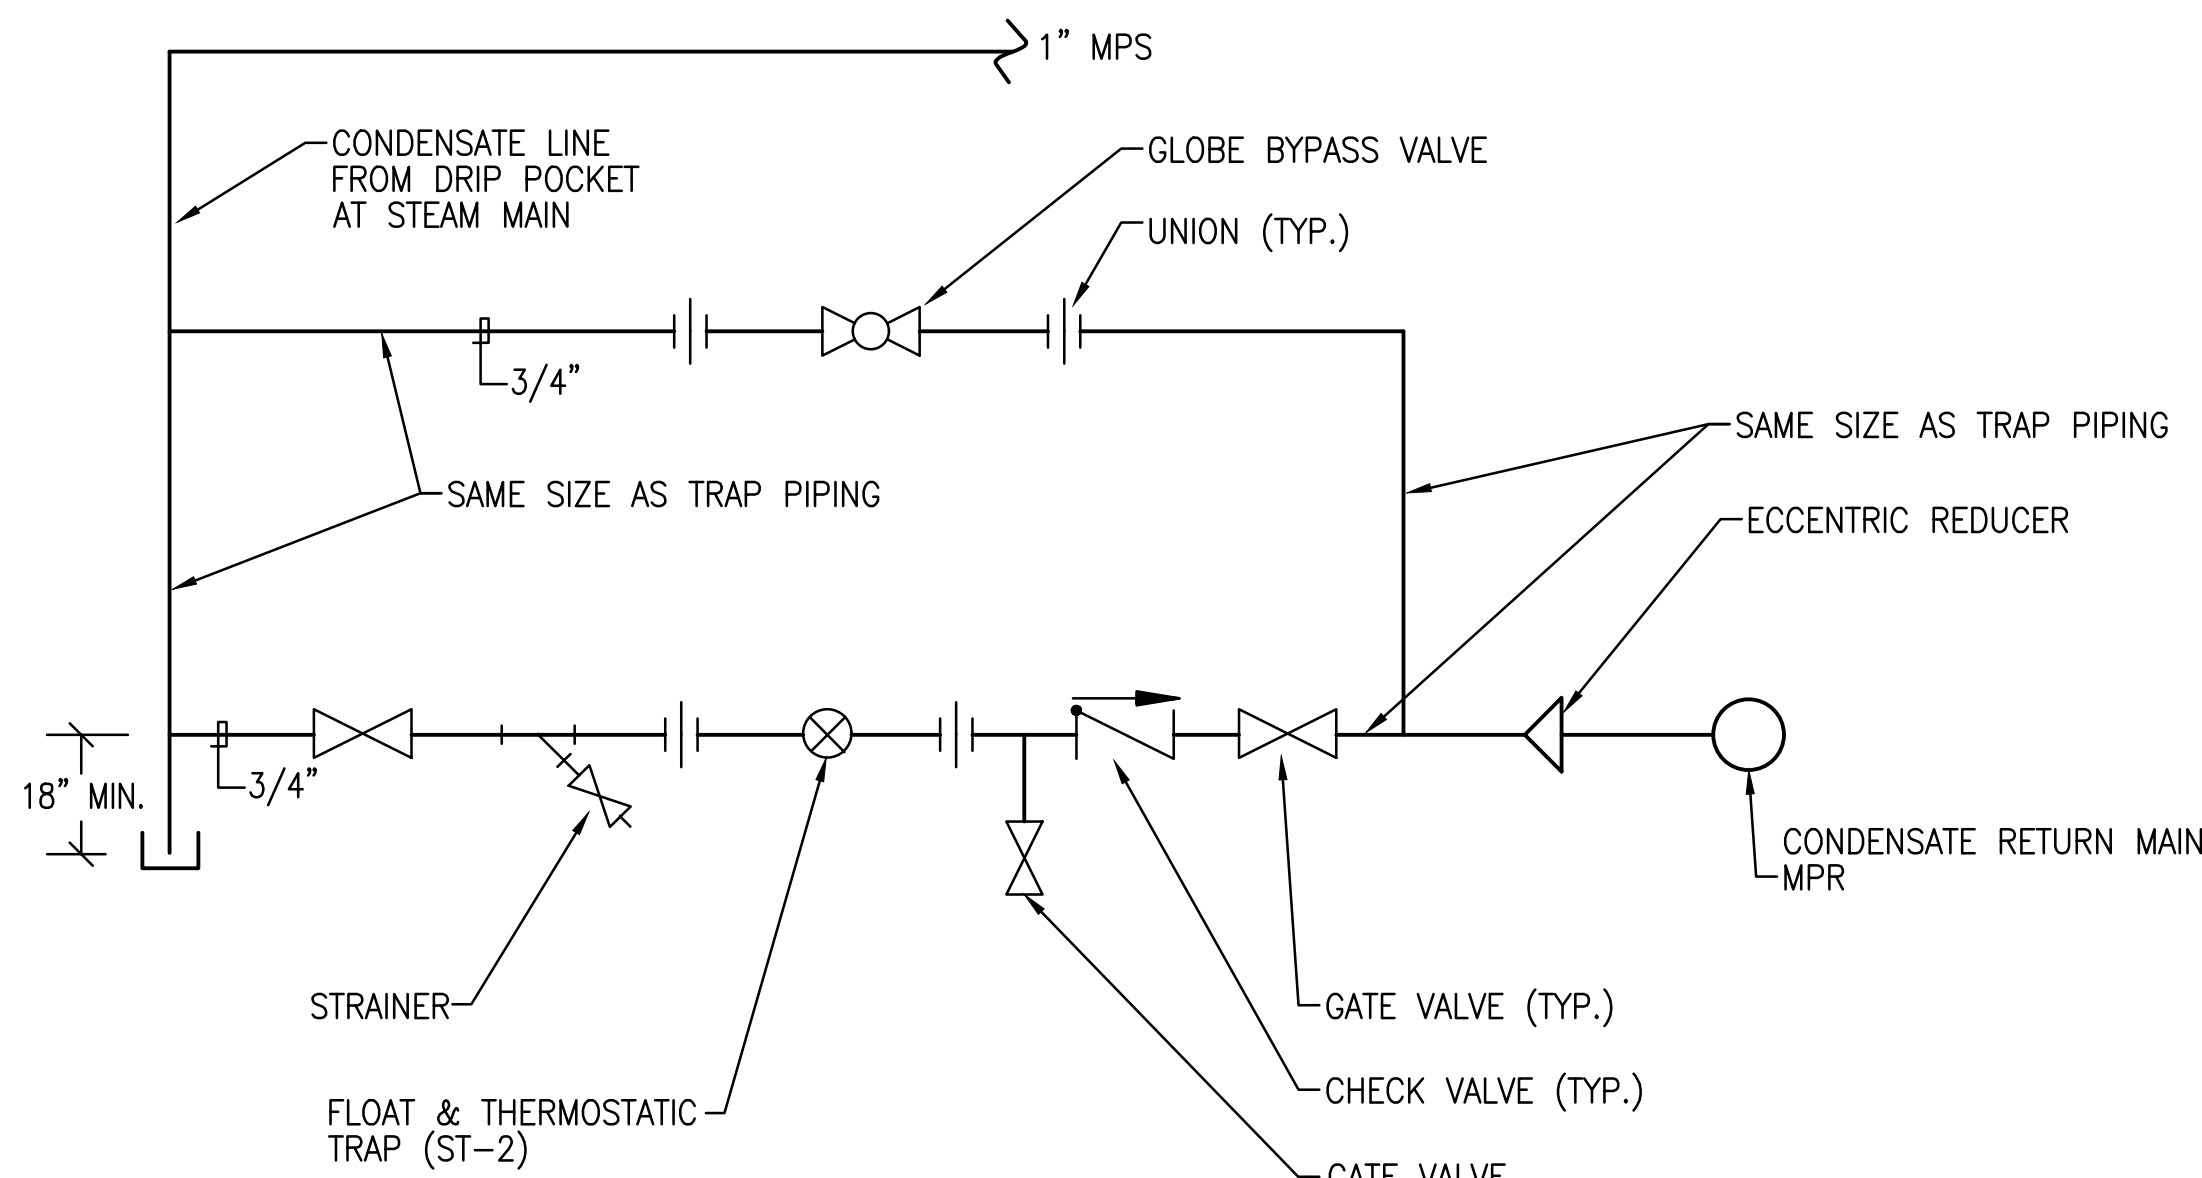 1” MPS
CONDENSATE LINE
FROM DRIP POCKET
AT STEAM MAIN
GLOBE BYPASS VALVE
UNION (TYP.)
3/4”
SAME SIZE AS TRAP PIPING
SAME SIZE AS TRAP PIPING
ECCENTRIC REDUCER
3/4”
18” MIN.
CONDENSATE RETURN MAIN
MPR
STRAINER
GATE VALVE (TYP.)
CHECK VALVE (TYP.)
FLOAT & THERMOSTATIC
TRAP (ST-2)
GATE VALVE